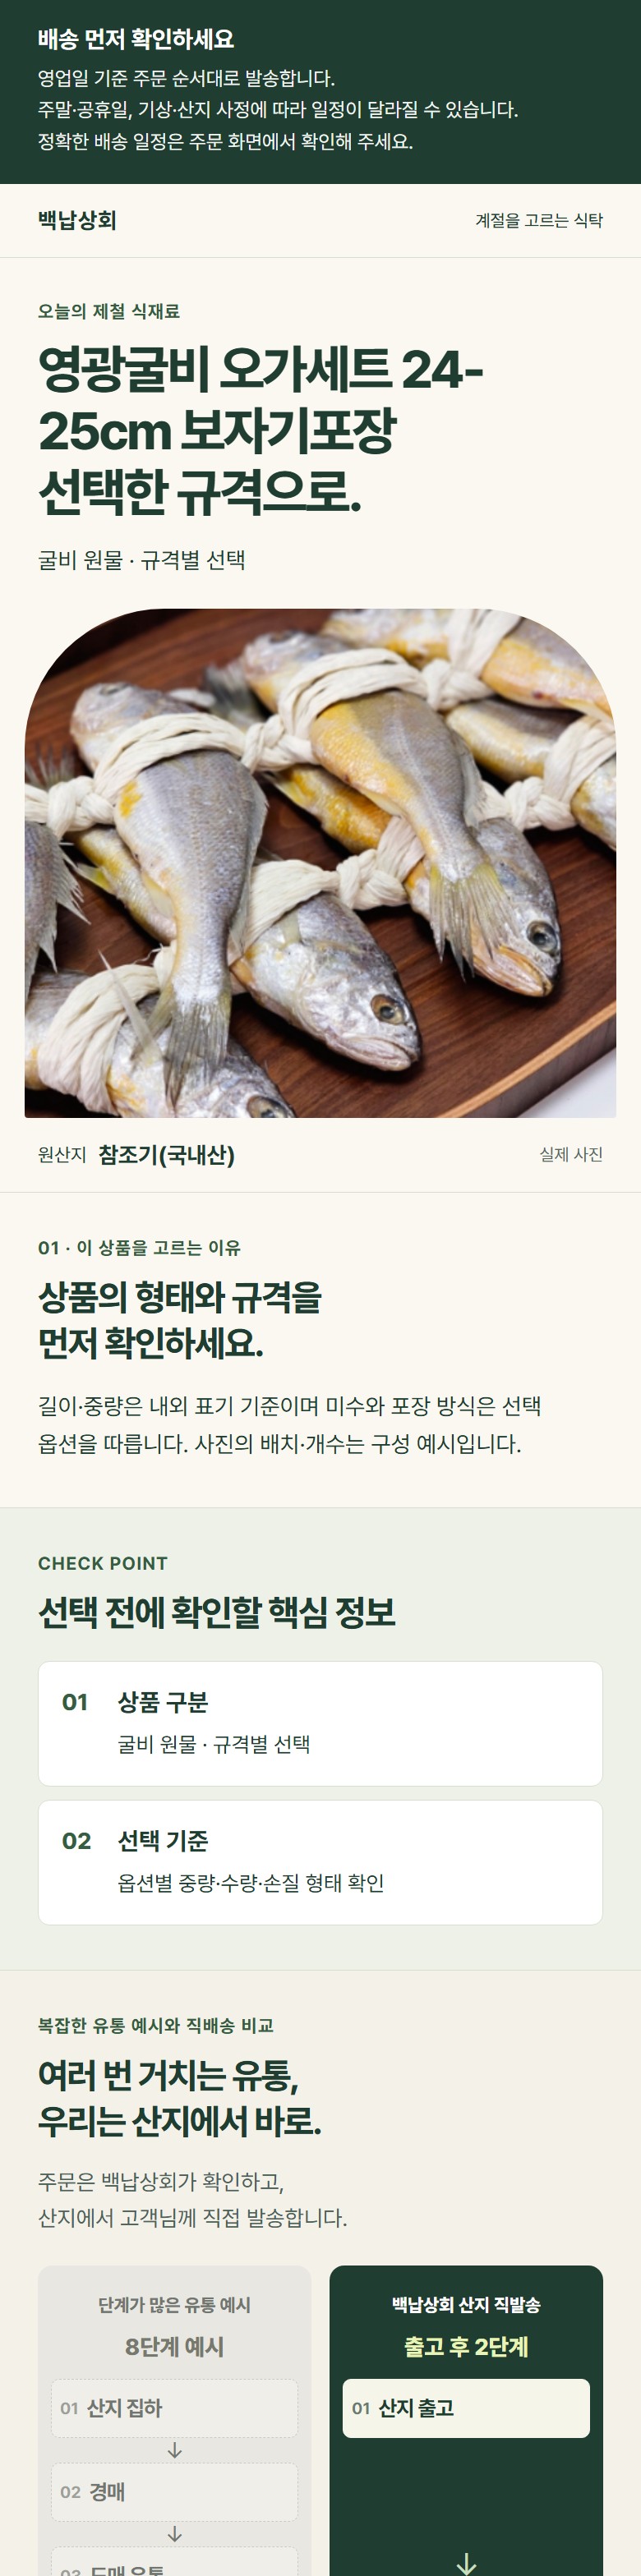 배송 먼저 확인하세요
영업일 기준 주문 순서대로 발송합니다.
주말·공휴일, 기상·산지 사정에 따라 일정이 달라질 수 있습니다.
정확한 배송 일정은 주문 화면에서 확인해 주세요.
백납상회
계절을 고르는 식탁
오늘의 제철 식재료
영광굴비 오가세트 24-
25cm 보자기포장
선택한 규격으로.
굴비 원물 · 규격별 선택
원산지 참조기(국내산)
실제 사진
01 · 이 상품을 고르는 이유
상품의 형태와 규격을
먼저 확인하세요.
길이·중량은 내외 표기 기준이며 미수와 포장 방식은 선택
옵션을 따릅니다. 사진의 배치·개수는 구성 예시입니다.
CHECK POINT
선택 전에 확인할 핵심 정보
01 상품 구분
굴비 원물 · 규격별 선택
02 선택 기준
옵션별 중량·수량·손질 형태 확인
복잡한 유통 예시와 직배송 비교
여러 번 거치는 유통,
우리는 산지에서 바로.
주문은 백납상회가 확인하고,
산지에서 고객님께 직접 발송합니다.
단계가 많은 유통 예시
8단계 예시
01 산지 집하
↓
02 경매
↓
03 도매 유통
백납상회 산지 직발송
출고 후 2단계
01 산지 출고
↓